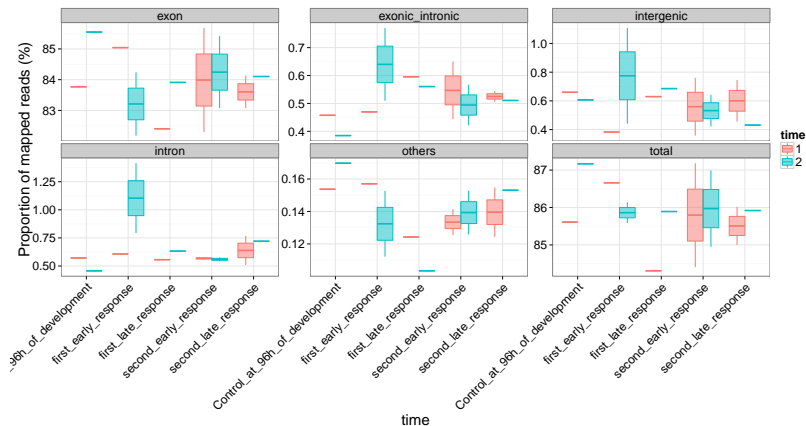 exon
exonic_intronic
intergenic
85
84
83
0.7
0.6
0.5
0.4
1.0
0.8
0.6
0.4
Proportion of mapped reads (%)
time
1
2
intron
others
total
1.25
1.00
0.75
0.50
0.16
0.14
0.12
87
86
85
_96h_of_development
first_early_response
first_late_response
second_early_response
second_late_response
Control_at_96h_of_development
first_early_response
first_late_response
second_early_response
second_late_response
Control_at_96h_of_development
first_early_response
first_late_response
second_early_response
second_late_response
time